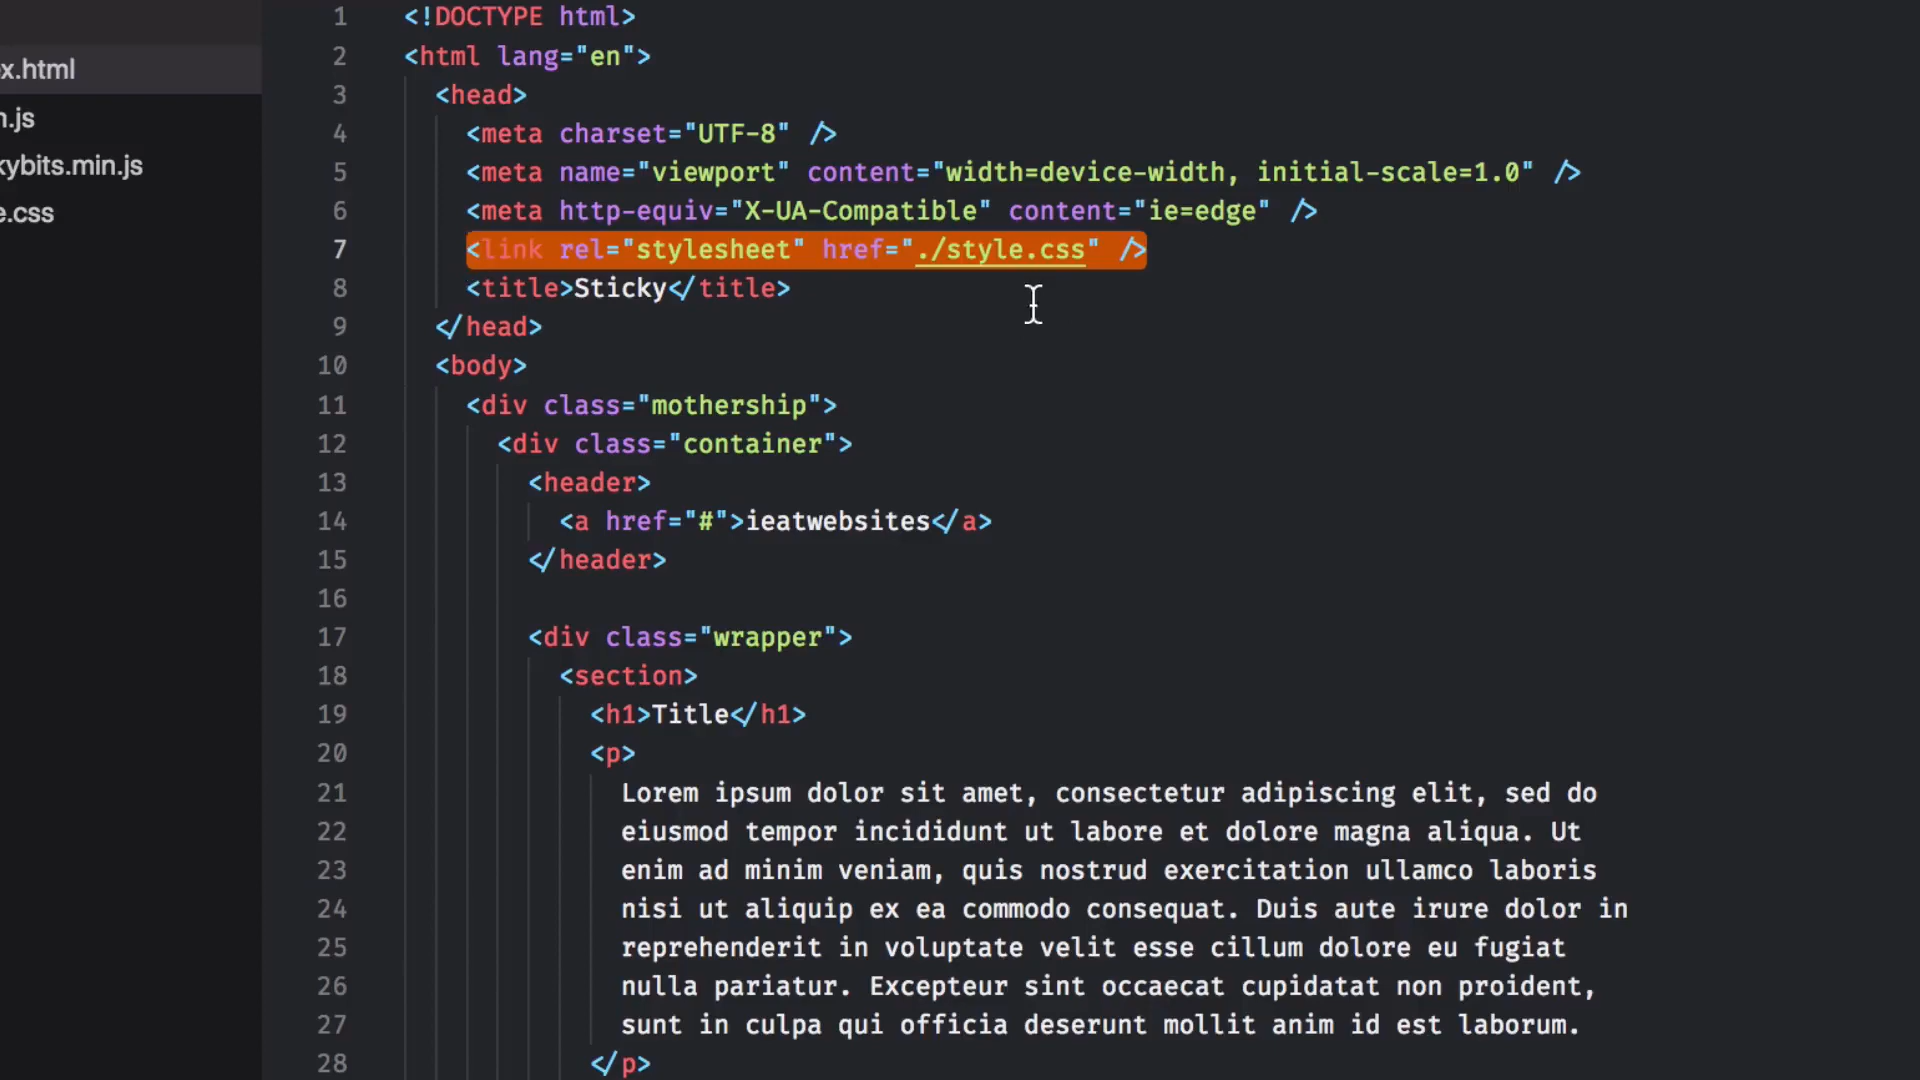 x.html
n.js
kybits.min.js
e.css
1 <!DOCTYPE html>
2 <html lang="en">
3 <head>
4 <meta charset="UTF-8" />
5 <meta name="viewport" content="width=device-width, initial-scale=1.0" />
6 <meta http-equiv="X-UA-Compatible" content="ie=edge" />
7 <link rel="stylesheet" href="./style.css" />
8 <title>Sticky</title>
9 </head>
10 <body>
11 <div class="mothership">
12 <div class="container">
13 <header>
14 <a href="#">ieatwebsites</a>
15 </header>
16
17 <div class="wrapper">
18 <section>
19 <h1>Title</h1>
20 <p>
21 Lorem ipsum dolor sit amet, consectetur adipiscing elit, sed do
22 eiusmod tempor incididunt ut labore et dolore magna aliqua. Ut
23 enim ad minim veniam, quis nostrud exercitation ullamco laboris
24 nisi ut aliquip ex ea commodo consequat. Duis aute irure dolor in
25 reprehenderit in voluptate velit esse cillum dolore eu fugiat
26 nulla pariatur. Excepteur sint occaecat cupidatat non proident,
27 sunt in culpa qui officia deserunt mollit anim id est laborum.
28 </p>